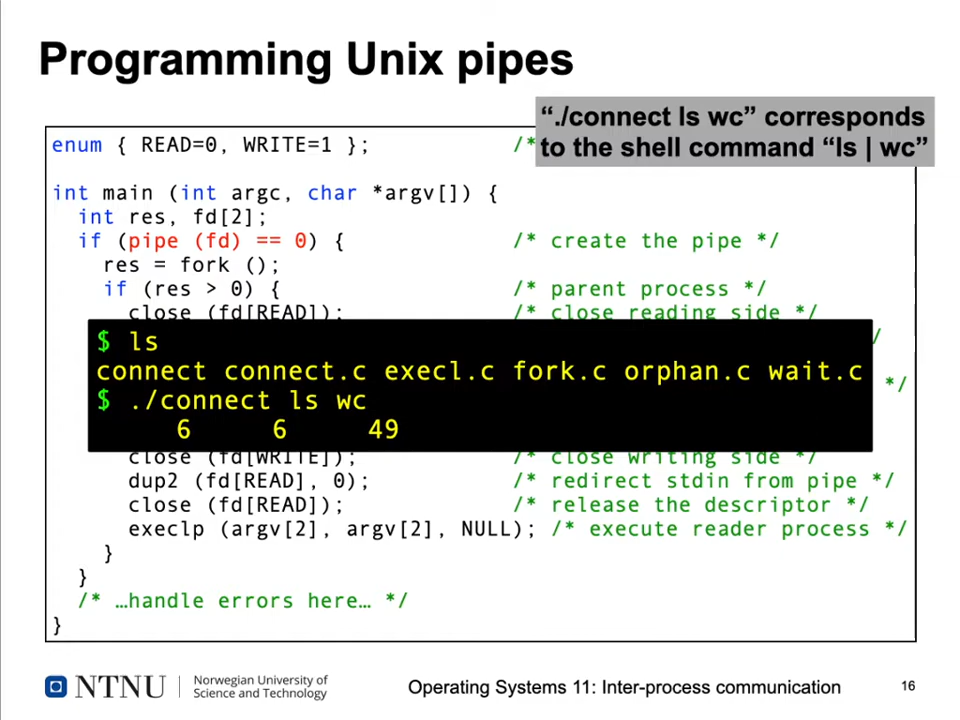 Programming Unix pipes
“./connect ls wc” corresponds
to the shell command “ls | wc”
enum { READ=0, WRITE=1 }; /*
int main (int argc, char *argv[]) {
int res, fd[2];
if (pipe (fd) == 0) { /* create the pipe */
res = fork ();
if (res > 0) { /* parent process */
close (fd[READ]); /* close reading side */
/
$ ls
connect connect.c execl.c fork.c orphan.c wait.c
*/
$ ./connect ls wc
6 6 49
close (fd[WRITE]); /* close writing side */
dup2 (fd[READ], 0); /* redirect stdin from pipe */
close (fd[READ]); /* release the descriptor */
execlp (argv[2], argv[2], NULL); /* execute reader process */
}
}
/* …handle errors here… */
}
NTNU
Norwegian University of
Science and Technology
Operating Systems 11: Inter-process communication
16